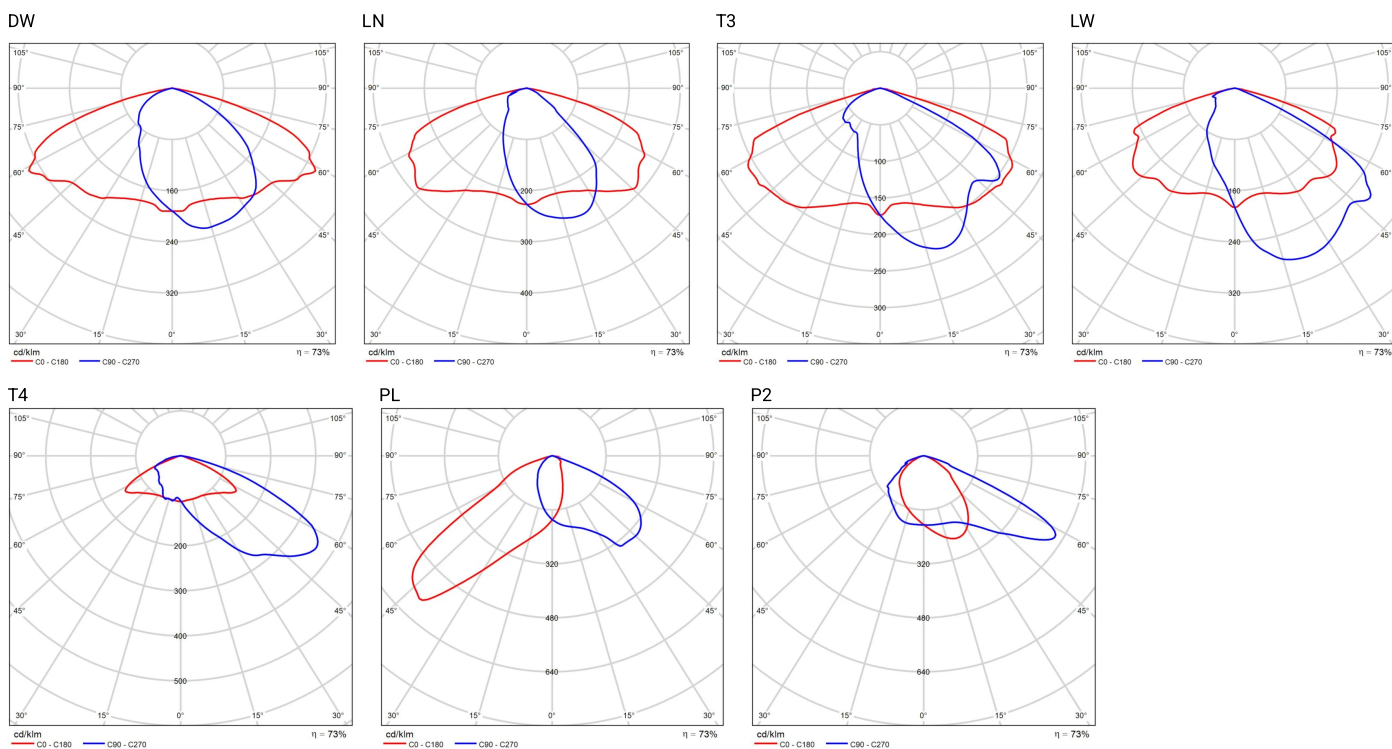 DW
LN
T3
LW
105° 105° 105° 105° 105° 105° 105° 105°
90° 90° 90° 90° 90° 90° 90° 90°
75° 75° 75° 75° 75° 75° 75° 75°
100
60° 60° 60° 60° 60° 60° 60° 60°
160 200 150 160
45° 45° 45° 45° 45° 45° 45° 45°
240 300 200 240
250
320 400 300 320
30° 15° 0° 15° 30° 30° 15° 0° 15° 30° 30° 15° 0° 15° 30° 30° 15° 0° 15° 30°
cd/klm η = 73% cd/klm η = 73% cd/klm η = 73% cd/klm η = 73%
C0 - C180 C90 - C270 C0 - C180 C90 - C270 C0 - C180 C90 - C270 C0 - C180 C90 - C270
T4
PL
P2
105° 105° 105° 105° 105° 105°
90° 90° 90° 90° 90° 90°
75° 75° 75° 75° 75° 75°
60° 60° 60° 60° 60° 60°
200 320 320
300
45° 45° 45° 45° 45° 45°
400 480 480
500 640 640
30° 15° 0° 15° 30° 30° 15° 0° 15° 30° 30° 15° 0° 15° 30°
cd/klm η = 73% cd/klm η = 73% cd/klm η = 73%
C0 - C180 C90 - C270 C0 - C180 C90 - C270 C0 - C180 C90 - C270